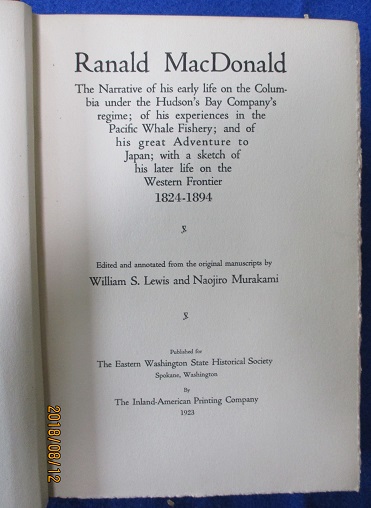 Ranald MacDonald
The Narrative of his early life on the Colum-
bia under the Hudson's Bay Company's
regime; of his experiences in the
Pacific Whale Fishery; and of
his great Adventure to
Japan; with a sketch of
his later life on the
Western Frontier
1824-1894
Edited and annotated from the original manuscripts by
William S. Lewis and Naojiro Murakami
Published for
The Eastern Washington State Historical Society
Spokane, Washington
By
The Inland-American Printing Company
1923
2018/08/12